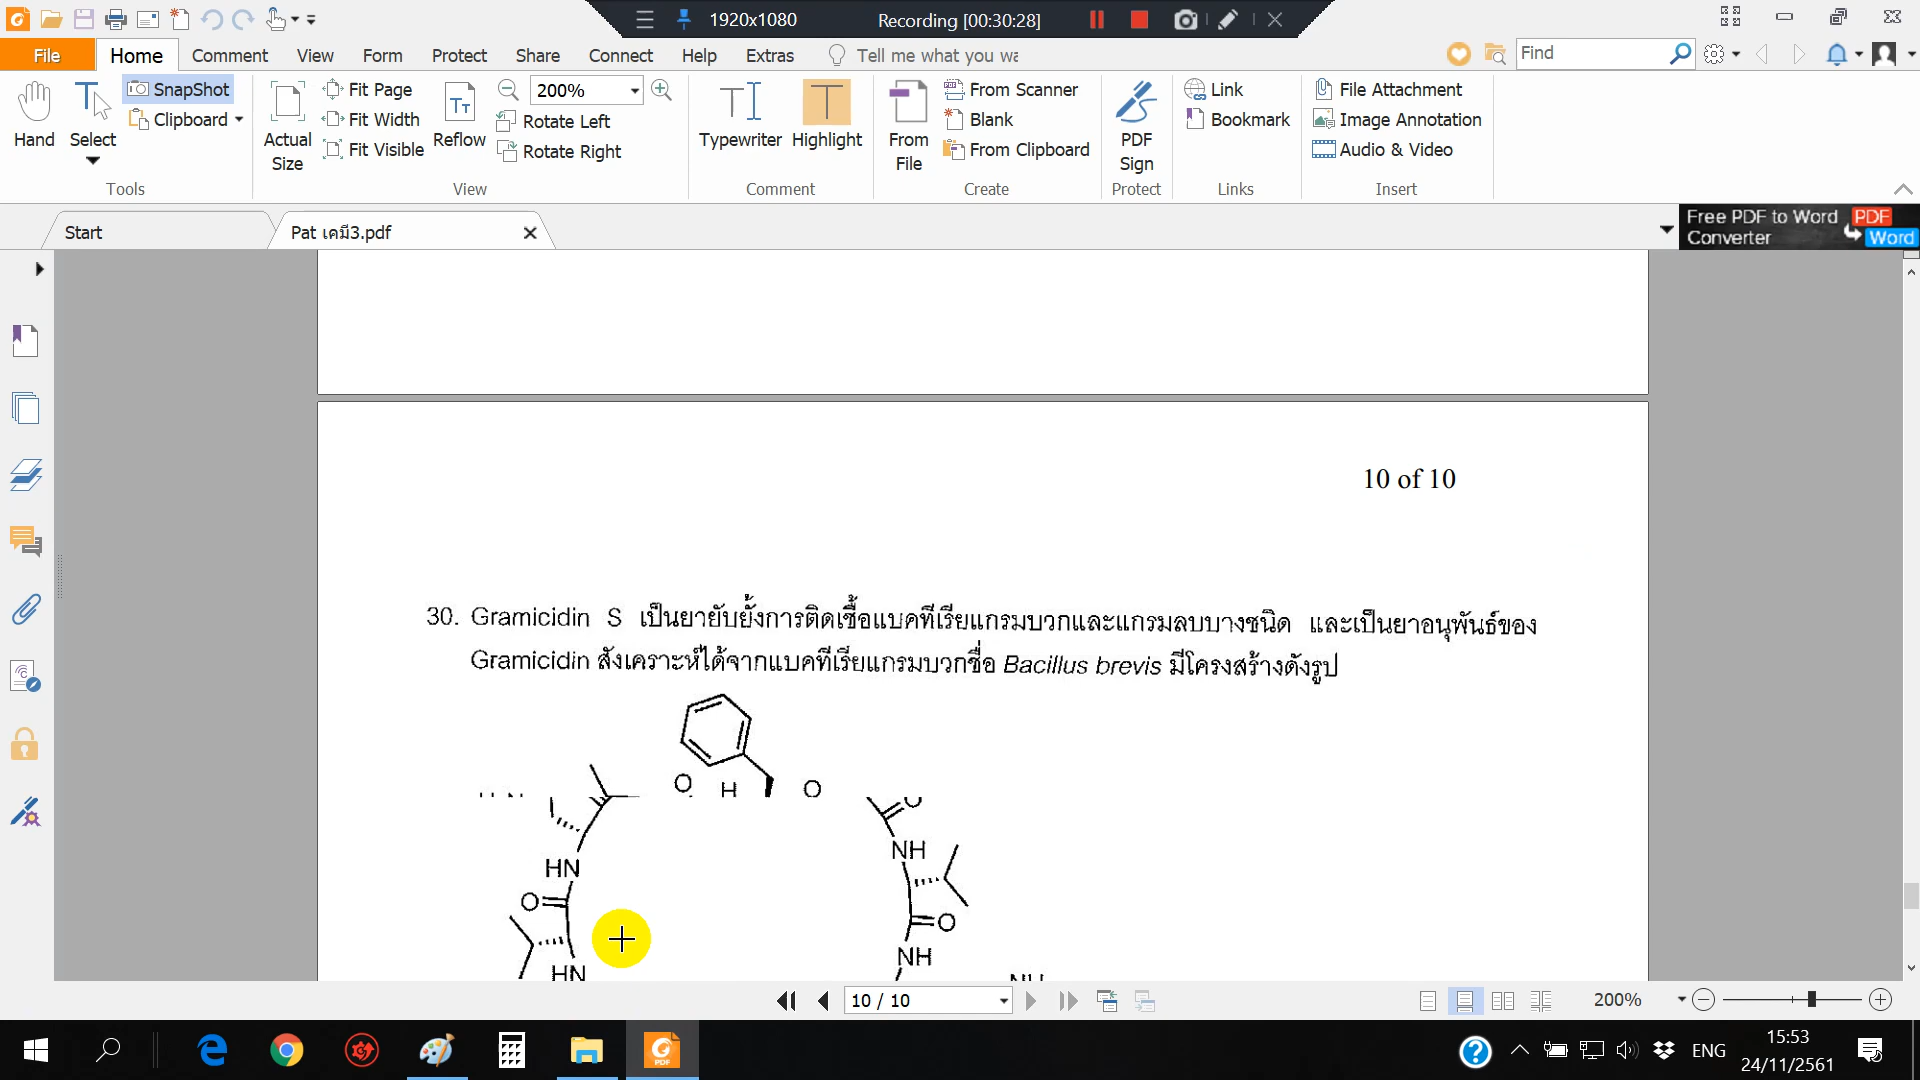 1920x1080
Recording [00:30:28]
File
Home
Comment
View
Form
Protect
Share
Connect
Help
Extras
Tell me what you wa
Find
Hand
Select
SnapShot
Clipboard
Tools
Actual
Size
Fit Page
Fit Width
Fit Visible
Reflow
200%
Rotate Left
Rotate Right
View
Typewriter
Highlight
Comment
From
File
From Scanner
Blank
From Clipboard
Create
PDF
Sign
Protect
Link
Bookmark
Links
File Attachment
Image Annotation
Audio & Video
Insert
Start
Pat เคมี3.pdf
Free PDF to Word
Converter
PDF
Word
10 of 10
30. Gramicidin S เป็นยายับยั้งการติดเชื้อแบคทีเรียแกรมบวกและแกรมลบบางชนิด และเป็นยาอนุพันธ์ของ
Gramicidin สังเคราะห์ได้จากแบคทีเรียแกรมบวกชื่อ Bacillus brevis มีโครงสร้างดังรูป
O H O
O
NH
HN
O
O
NH
HN
10 / 10
200%
ENG
15:53
24/11/2561